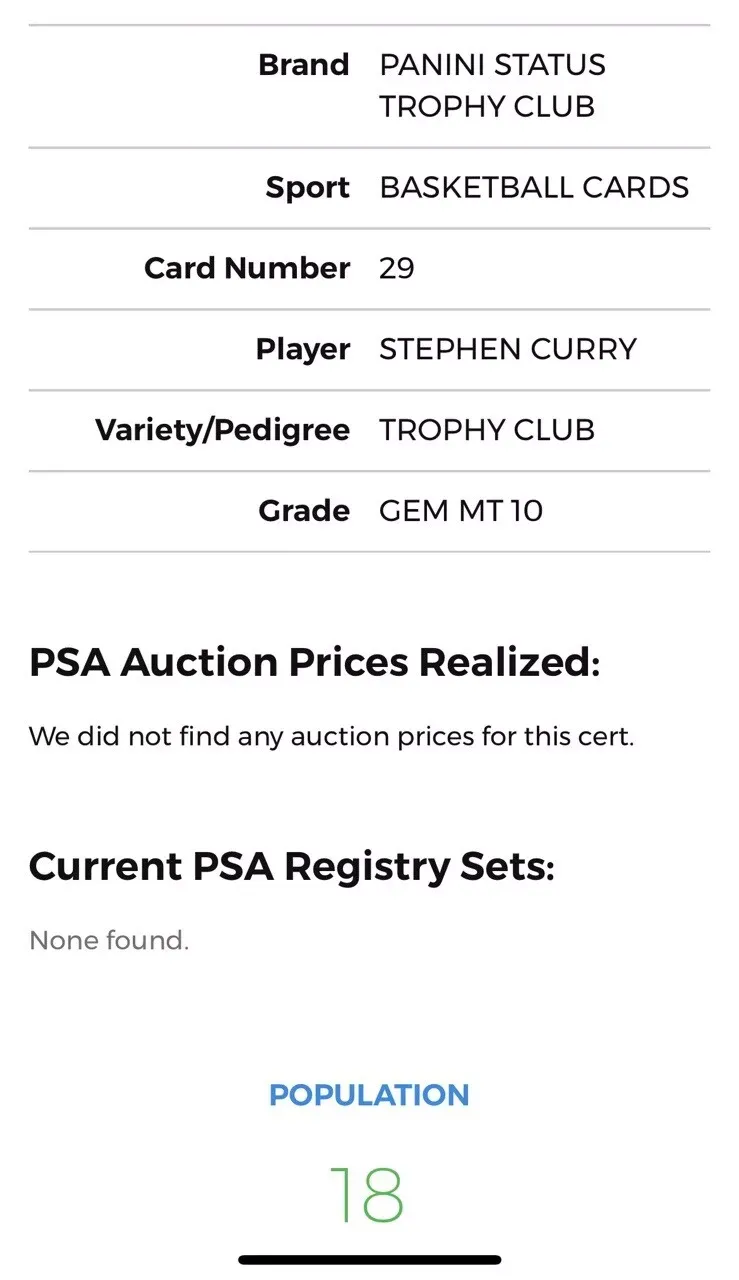 Brand PANINI STATUS
TROPHY CLUB
Sport BASKETBALL CARDS
Card Number 29
Player STEPHEN CURRY
Variety/Pedigree TROPHY CLUB
Grade GEM MT 10
PSA Auction Prices Realized:
We did not find any auction prices for this cert.
Current PSA Registry Sets:
None found.
POPULATION
18